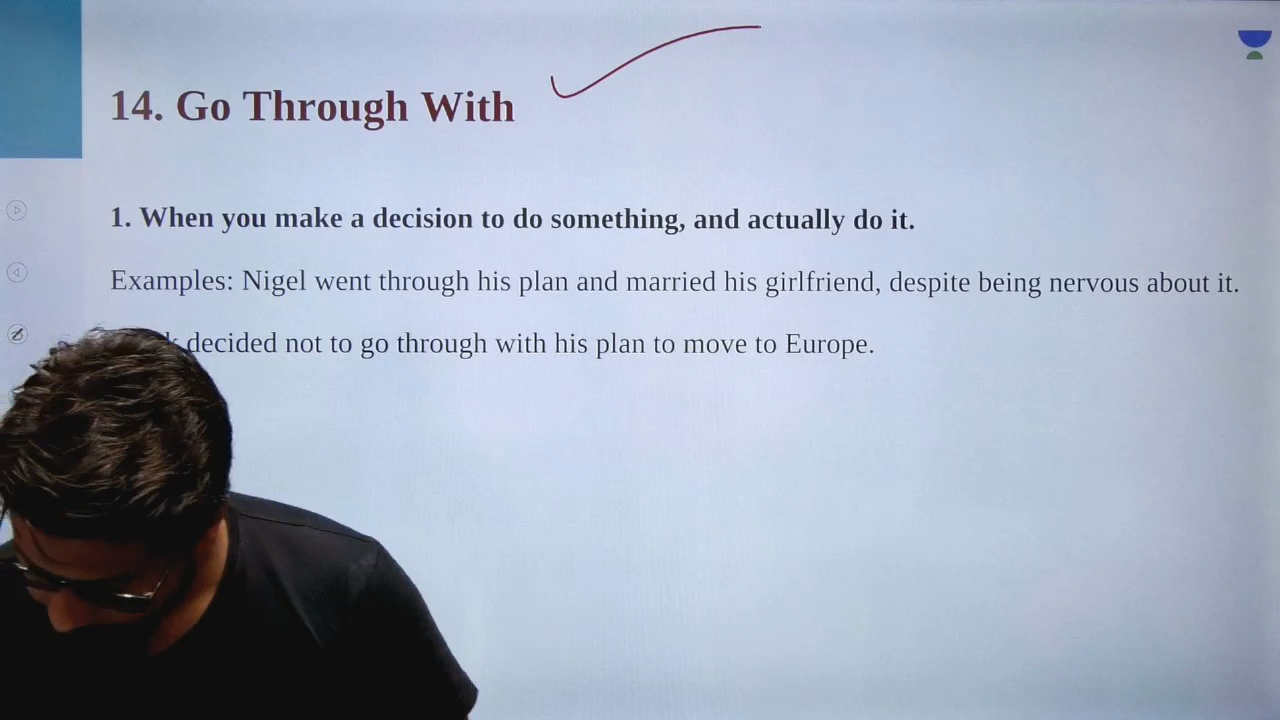 14. Go Through With
1. When you make a decision to do something, and actually do it.
Examples: Nigel went through his plan and married his girlfriend, despite being nervous about it.
decided not to go through with his plan to move to Europe.